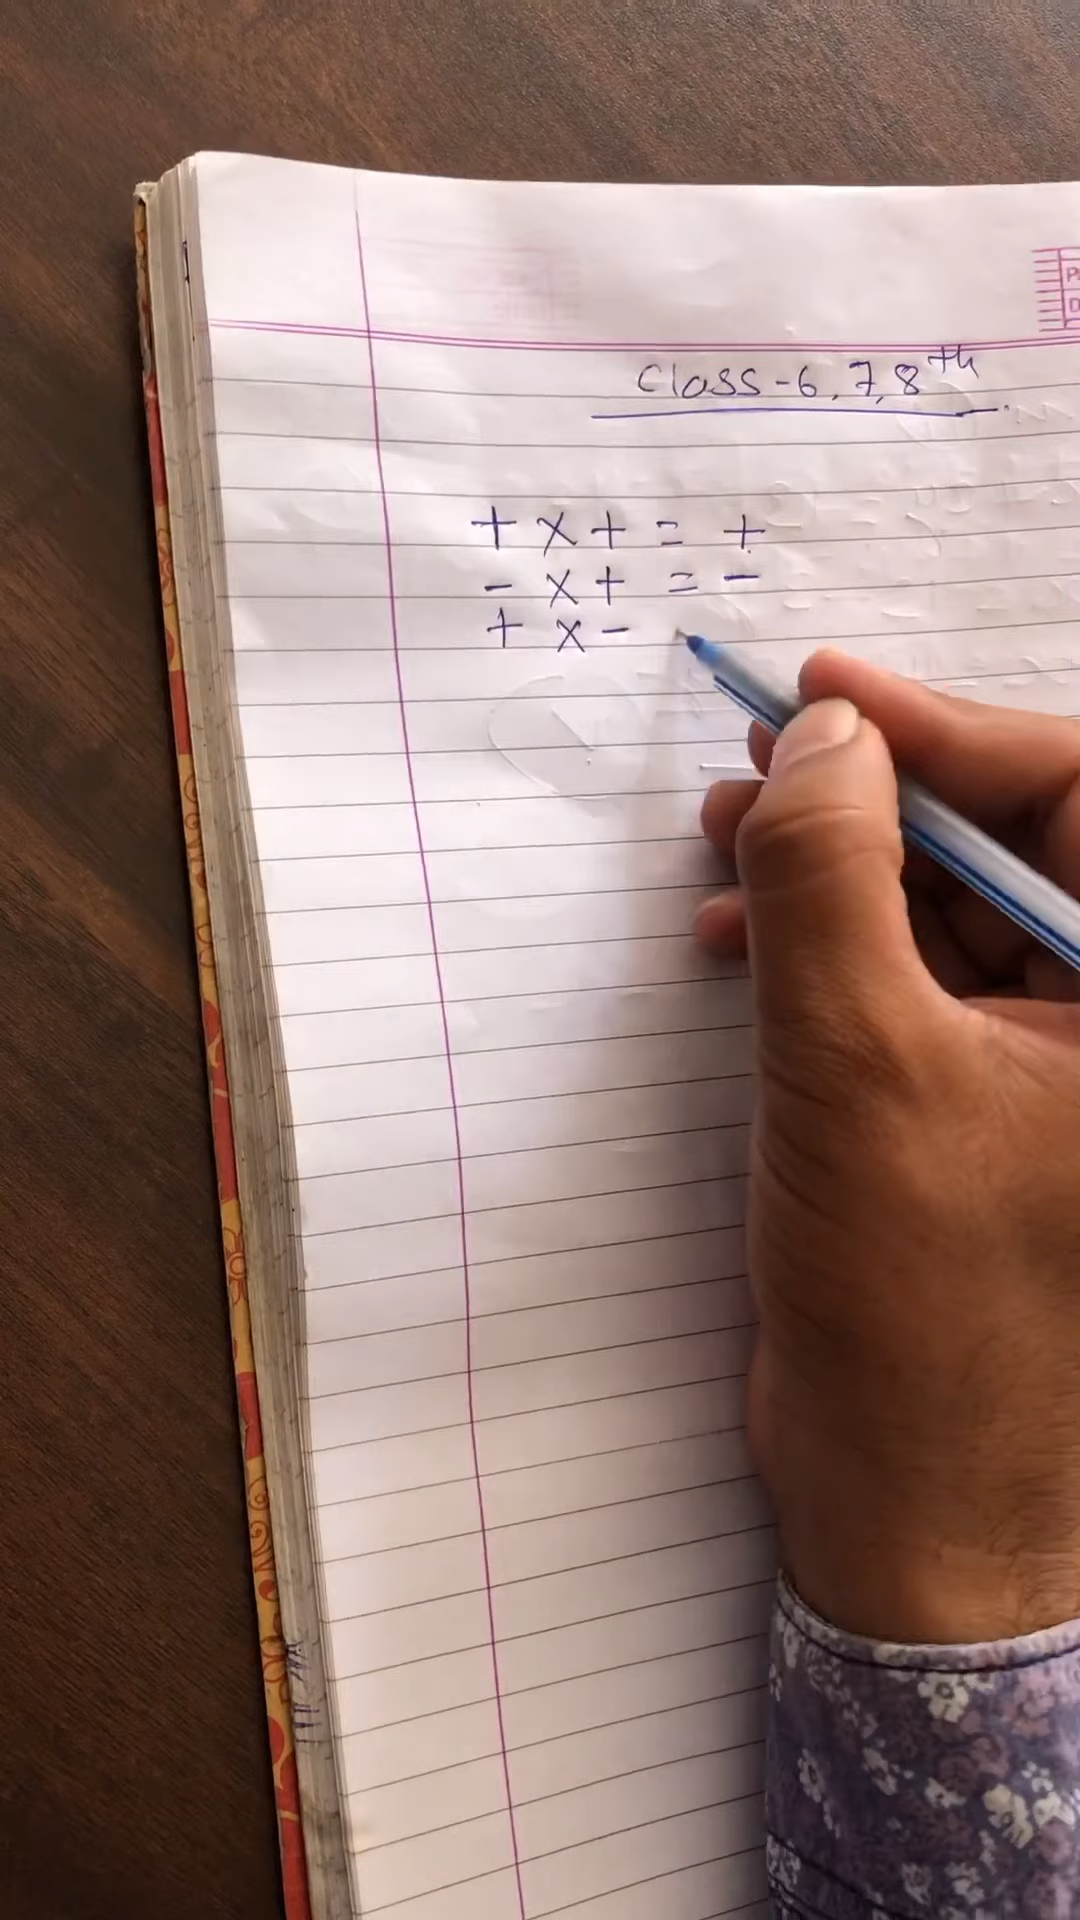 Class-6,7,8th
+ × + = +
- × + = -
+ × -